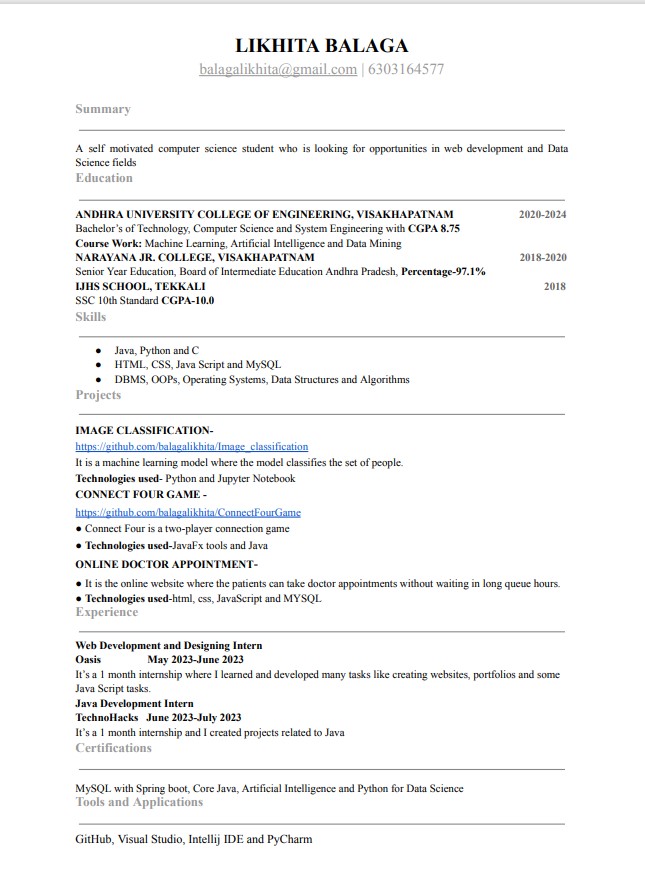 LIKHITA BALAGA
balagalikhita@gmail.com | 6303164577
Summary
A self motivated computer science student who is looking for opportunities in web development and Data
Science fields
Education
ANDHRA UNIVERSITY COLLEGE OF ENGINEERING, VISAKHAPATNAM 2020-2024
Bachelor's of Technology, Computer Science and System Engineering with CGPA 8.75
Course Work: Machine Learning, Artificial Intelligence and Data Mining
NARAYANA JR. COLLEGE, VISAKHAPATNAM 2018-2020
Senior Year Education, Board of Intermediate Education Andhra Pradesh, Percentage-97.1%
IJHS SCHOOL, TEKKALI 2018
SSC 10th Standard CGPA-10.0
Skills
● Java, Python and C
● HTML, CSS, Java Script and MySQL
● DBMS, OOPs, Operating Systems, Data Structures and Algorithms
Projects
IMAGE CLASSIFICATION-
https://github.com/balagalikhita/Image_classification
It is a machine learning model where the model classifies the set of people.
Technologies used- Python and Jupyter Notebook
CONNECT FOUR GAME -
https://github.com/balagalikhita/ConnectFourGame
● Connect Four is a two-player connection game
● Technologies used-JavaFx tools and Java
ONLINE DOCTOR APPOINTMENT-
● It is the online website where the patients can take doctor appointments without waiting in long queue hours.
● Technologies used-html, css, JavaScript and MYSQL
Experience
Web Development and Designing Intern
Oasis May 2023-June 2023
It's a 1 month internship where I learned and developed many tasks like creating websites, portfolios and some
Java Script tasks.
Java Development Intern
TechnoHacks June 2023-July 2023
It's a 1 month internship and I created projects related to Java
Certifications
MySQL with Spring boot, Core Java, Artificial Intelligence and Python for Data Science
Tools and Applications
GitHub, Visual Studio, Intellij IDE and PyCharm